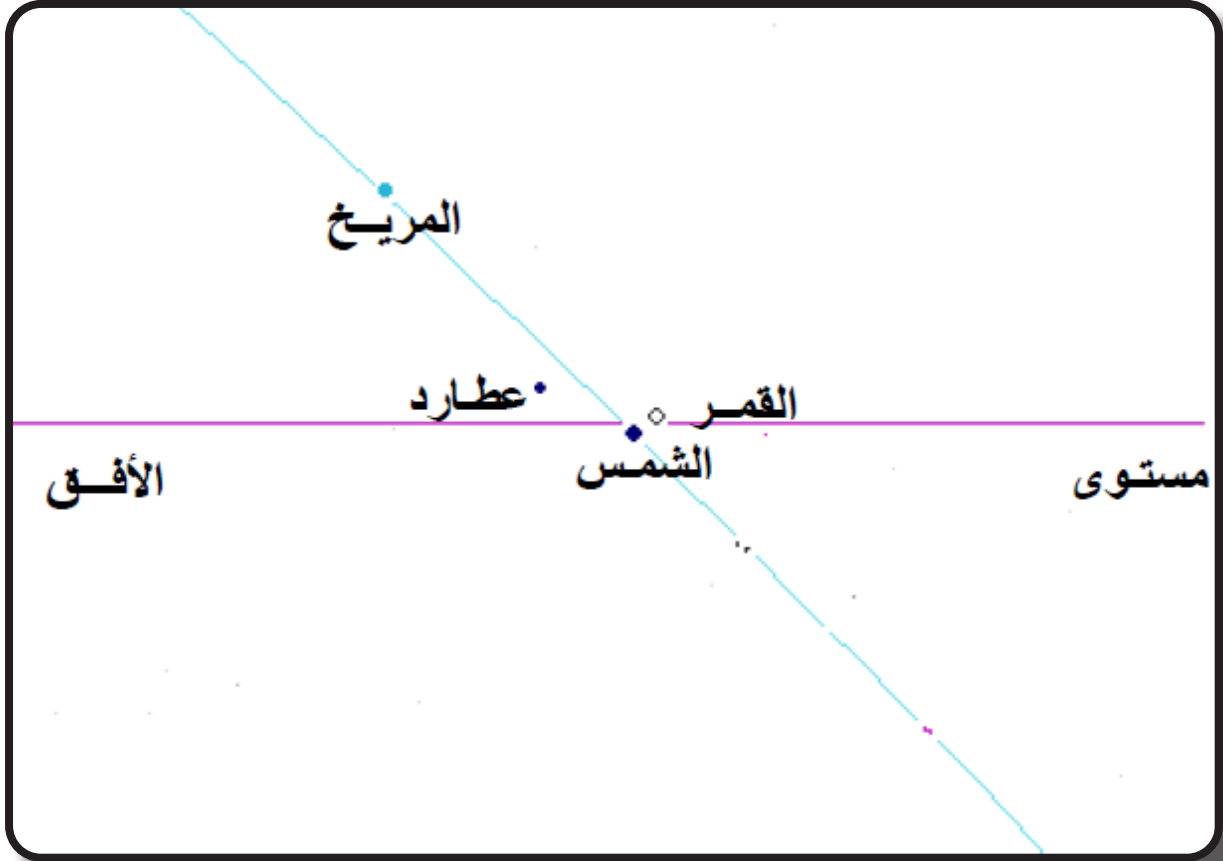 المريخ
عطارد
القمر
الشمس
مستوى الأفق